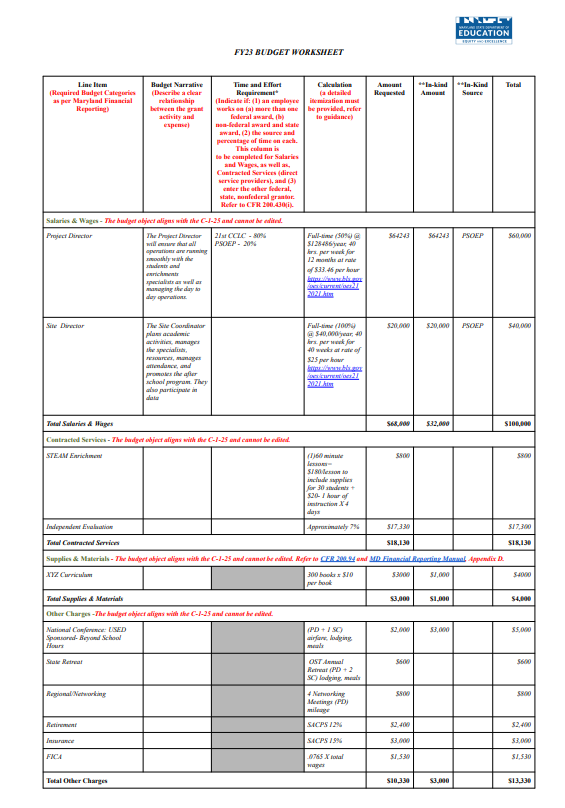 MARYLAND STATE DEPARTMENT OF
EDUCATION
EQUITY AND EXCELLENCE
FY23 BUDGET WORKSHEET
Line Item
(Required Budget Categories
as per Maryland Financial
Reporting)
Budget Narrative
(Describe a clear
relationship
between the grant
activity and
expense)
Time and Effort
Requirement*
(Indicate if: (1) an employee
works on (a) more than one
federal award, (b)
non-federal award and state
award, (2) the source and
percentage of time on each.
This column is
to be completed for Salaries
and Wages, as well as,
Contracted Services (direct
service providers), and (3)
enter the other federal,
state, nonfederal grantor.
Refer to CFR 200.430(i).
Calculation
(a detailed
itemization must
be provided, refer
to guidance)
Amount
Requested
**In-kind
Amount
**In-Kind
Source
Total
Salaries & Wages - The budget object aligns with the C-1-25 and cannot be edited.
Project Director
The Project Director
will ensure that all
operations are running
smoothly with the
students and
enrichments
specialists as well as
managing the day to
day operations.
21st CCLC - 80%
PSOEP - 20%
Full-time (50%) @
$128486/year, 40
hrs. per week for
12 months at rate
of $33.46 per hour
https://www.bls.gov
/oes/current/oes21
2021.htm
$64243
$64243
PSOEP
$60,000
Site Director
The Site Coordinator
plans academic
activities, manages
the specialists,
resources, manages
attendance, and
promotes the after
school program. They
also participate in
data
Full-time (100%)
@ $40,000/year, 40
hrs. per week for
40 weeks at rate of
$25 per hour
https://www.bls.gov
/oes/current/oes21
2021.htm
$20,000
$20,000
PSOEP
$40,000
Total Salaries & Wages
$68,000
$32,000
$100,000
Contracted Services - The budget object aligns with the C-1-25 and cannot be edited.
STEAM Enrichment
(1)60 minute
lessons=
$180/lesson to
include supplies
for 30 students +
$20- 1 hour of
instruction X 4
days
$800
$800
Independent Evaluation
Approximately 7%
$17,330
$17,300
Total Contracted Services
$18,130
$18,130
Supplies & Materials - The budget object aligns with the C-1-25 and cannot be edited. Refer to CFR 200.94 and MD Financial Reporting Manual, Appendix D.
XYZ Curriculum
300 books x $10
per book
$3000
$1,000
$4000
Total Supplies & Materials
$3,000
$1,000
$4,000
Other Charges -The budget object aligns with the C-1-25 and cannot be edited.
National Conference: USED
Sponsored- Beyond School
Hours
(PD + 1 SC)
airfare, lodging,
meals
$2,000
$3,000
$5,000
State Retreat
OST Annual
Retreat (PD + 2
SC) lodging, meals
$600
$600
Regional/Networking
4 Networking
Meetings (PD)
mileage
$800
$800
Retirement
SACPS 12%
$2,400
$2,400
Insurance
SACPS 15%
$3,000
$3,000
FICA
.0765 X total
wages
$1,530
$1,530
Total Other Charges
$10,330
$3,000
$13,330